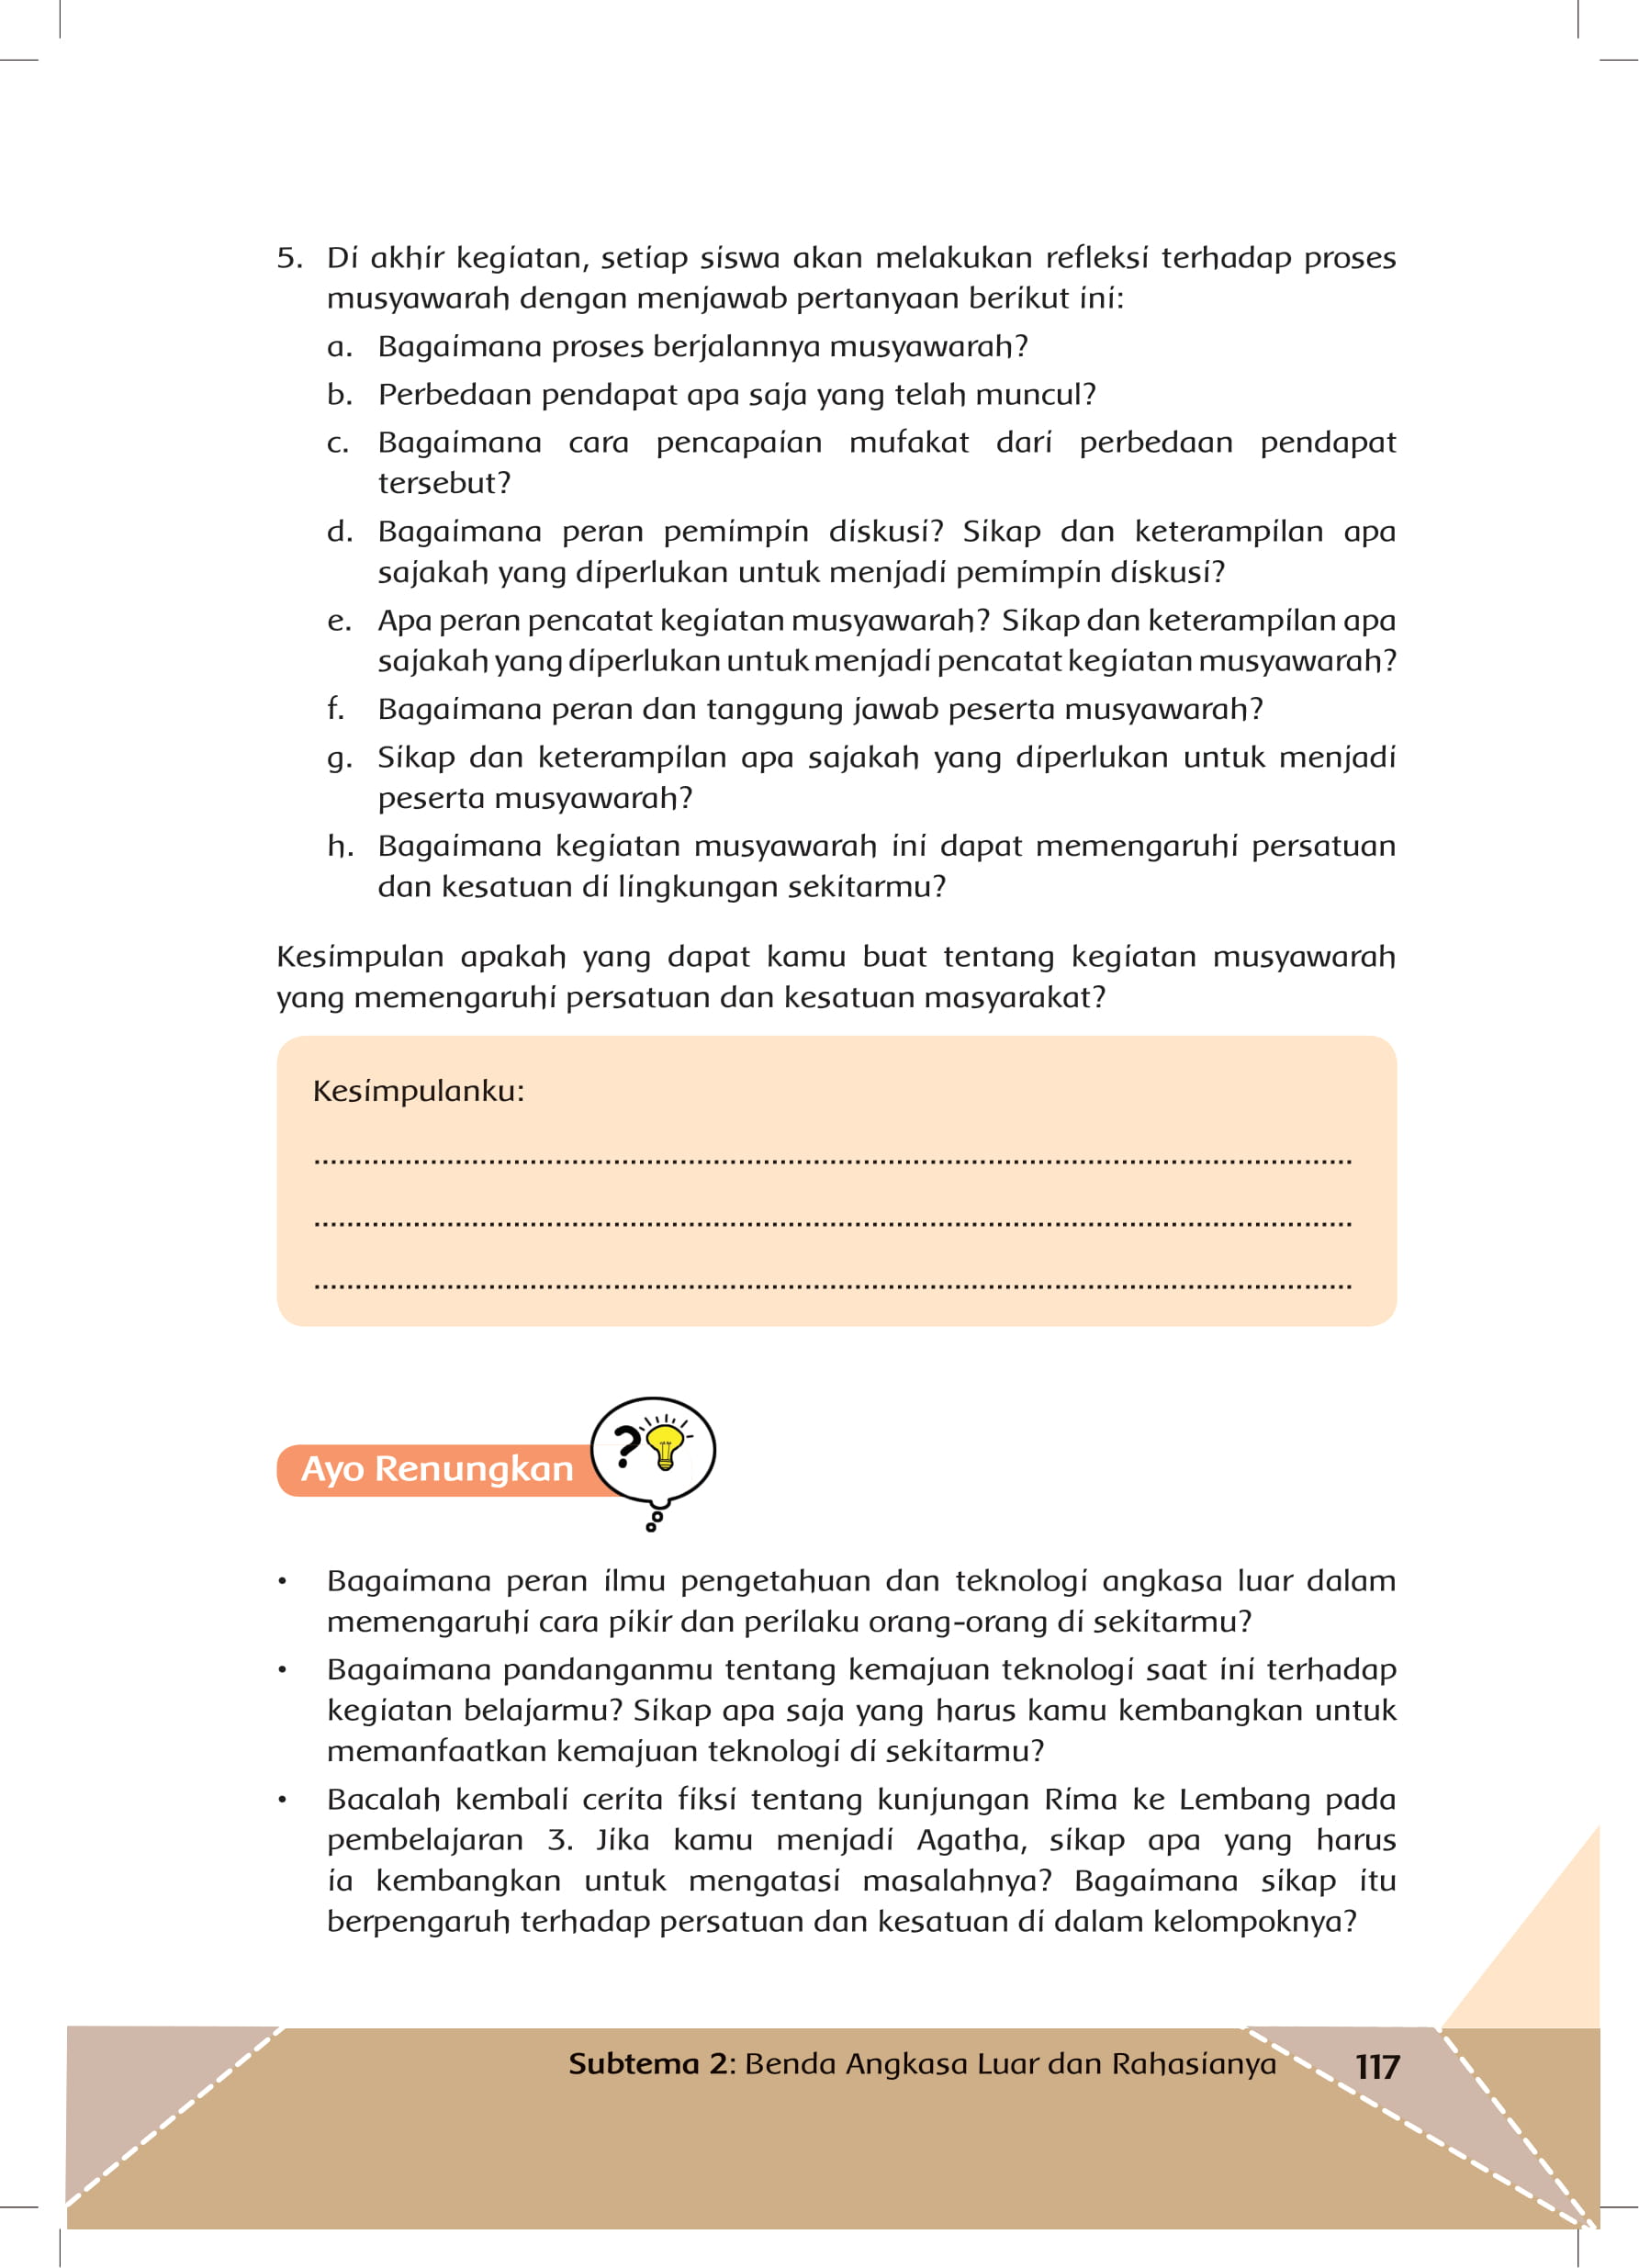 5. Di akhir kegiatan, setiap siswa akan melakukan refleksi terhadap proses
musyawarah dengan menjawab pertanyaan berikut ini:
a. Bagaimana proses berjalannya musyawarah?
b. Perbedaan pendapat apa saja yang telah muncul?
c. Bagaimana cara pencapaian mufakat dari perbedaan pendapat
tersebut?
d. Bagaimana peran pemimpin diskusi? Sikap dan keterampilan apa
sajakah yang diperlukan untuk menjadi pemimpin diskusi?
e. Apa peran pencatat kegiatan musyawarah? Sikap dan keterampilan apa
sajakah yang diperlukan untuk menjadi pencatat kegiatan musyawarah?
f. Bagaimana peran dan tanggung jawab peserta musyawarah?
g. Sikap dan keterampilan apa sajakah yang diperlukan untuk menjadi
peserta musyawarah?
h. Bagaimana kegiatan musyawarah ini dapat memengaruhi persatuan
dan kesatuan di lingkungan sekitarmu?
Kesimpulan apakah yang dapat kamu buat tentang kegiatan musyawarah
yang memengaruhi persatuan dan kesatuan masyarakat?
Kesimpulanku:
Ayo Renungkan
?
• Bagaimana peran ilmu pengetahuan dan teknologi angkasa luar dalam
memengaruhi cara pikir dan perilaku orang-orang di sekitarmu?
• Bagaimana pandanganmu tentang kemajuan teknologi saat ini terhadap
kegiatan belajarmu? Sikap apa saja yang harus kamu kembangkan untuk
memanfaatkan kemajuan teknologi di sekitarmu?
• Bacalah kembali cerita fiksi tentang kunjungan Rima ke Lembang pada
pembelajaran 3. Jika kamu menjadi Agatha, sikap apa yang harus
ia kembangkan untuk mengatasi masalahnya? Bagaimana sikap itu
berpengaruh terhadap persatuan dan kesatuan di dalam kelompoknya?
Subtema 2: Benda Angkasa Luar dan Rahasianya 117